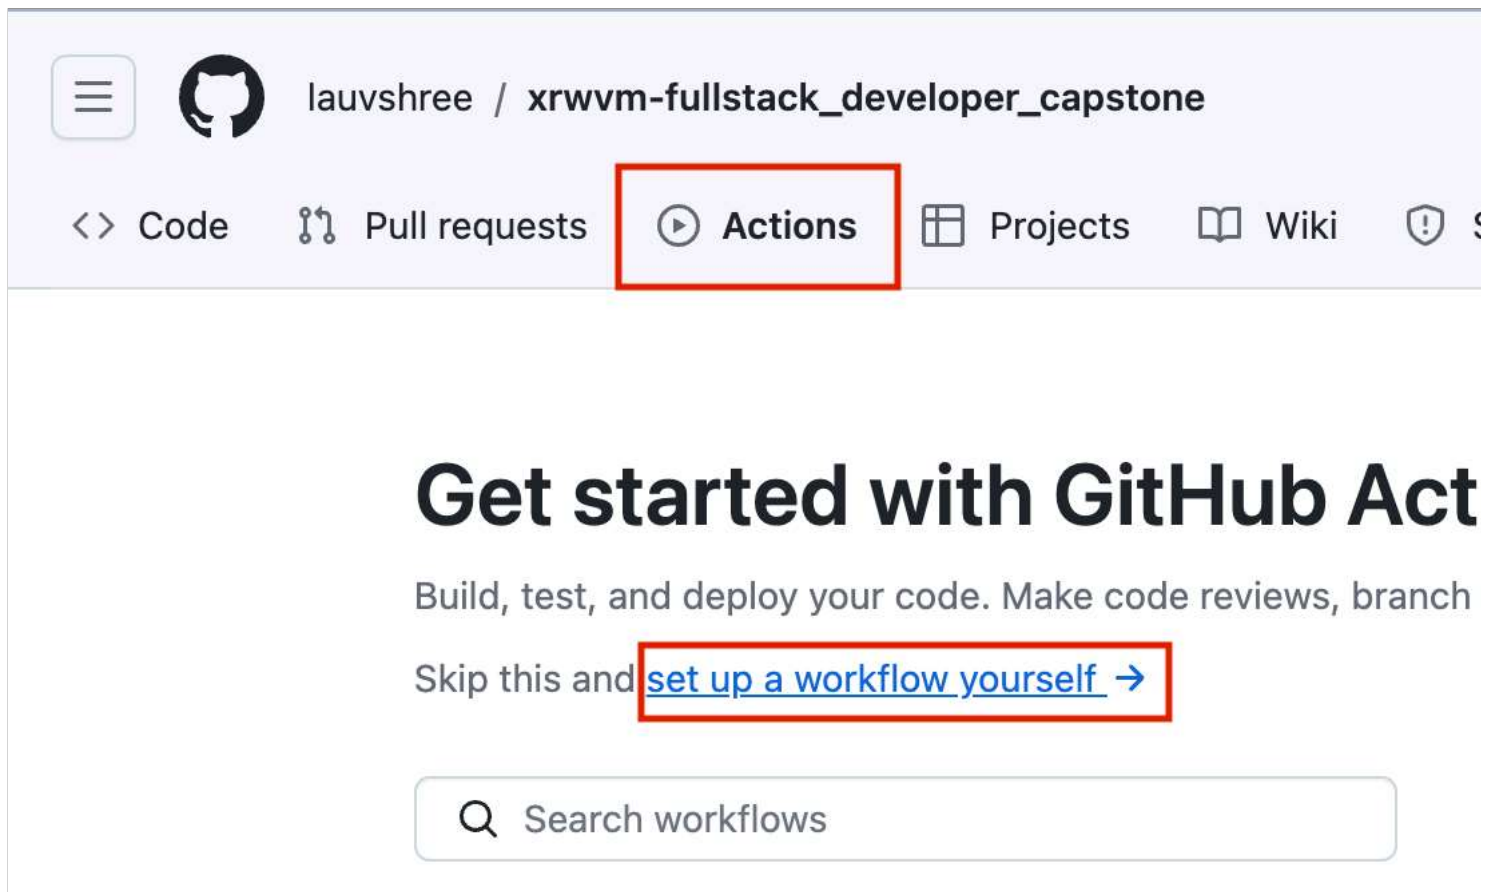 lauvshree / xrwvm-fullstack_developer_capstone
<> Code Pull requests Actions Projects Wiki
Get started with GitHub Act
Build, test, and deploy your code. Make code reviews, branch
Skip this and set up a workflow yourself →
Search workflows